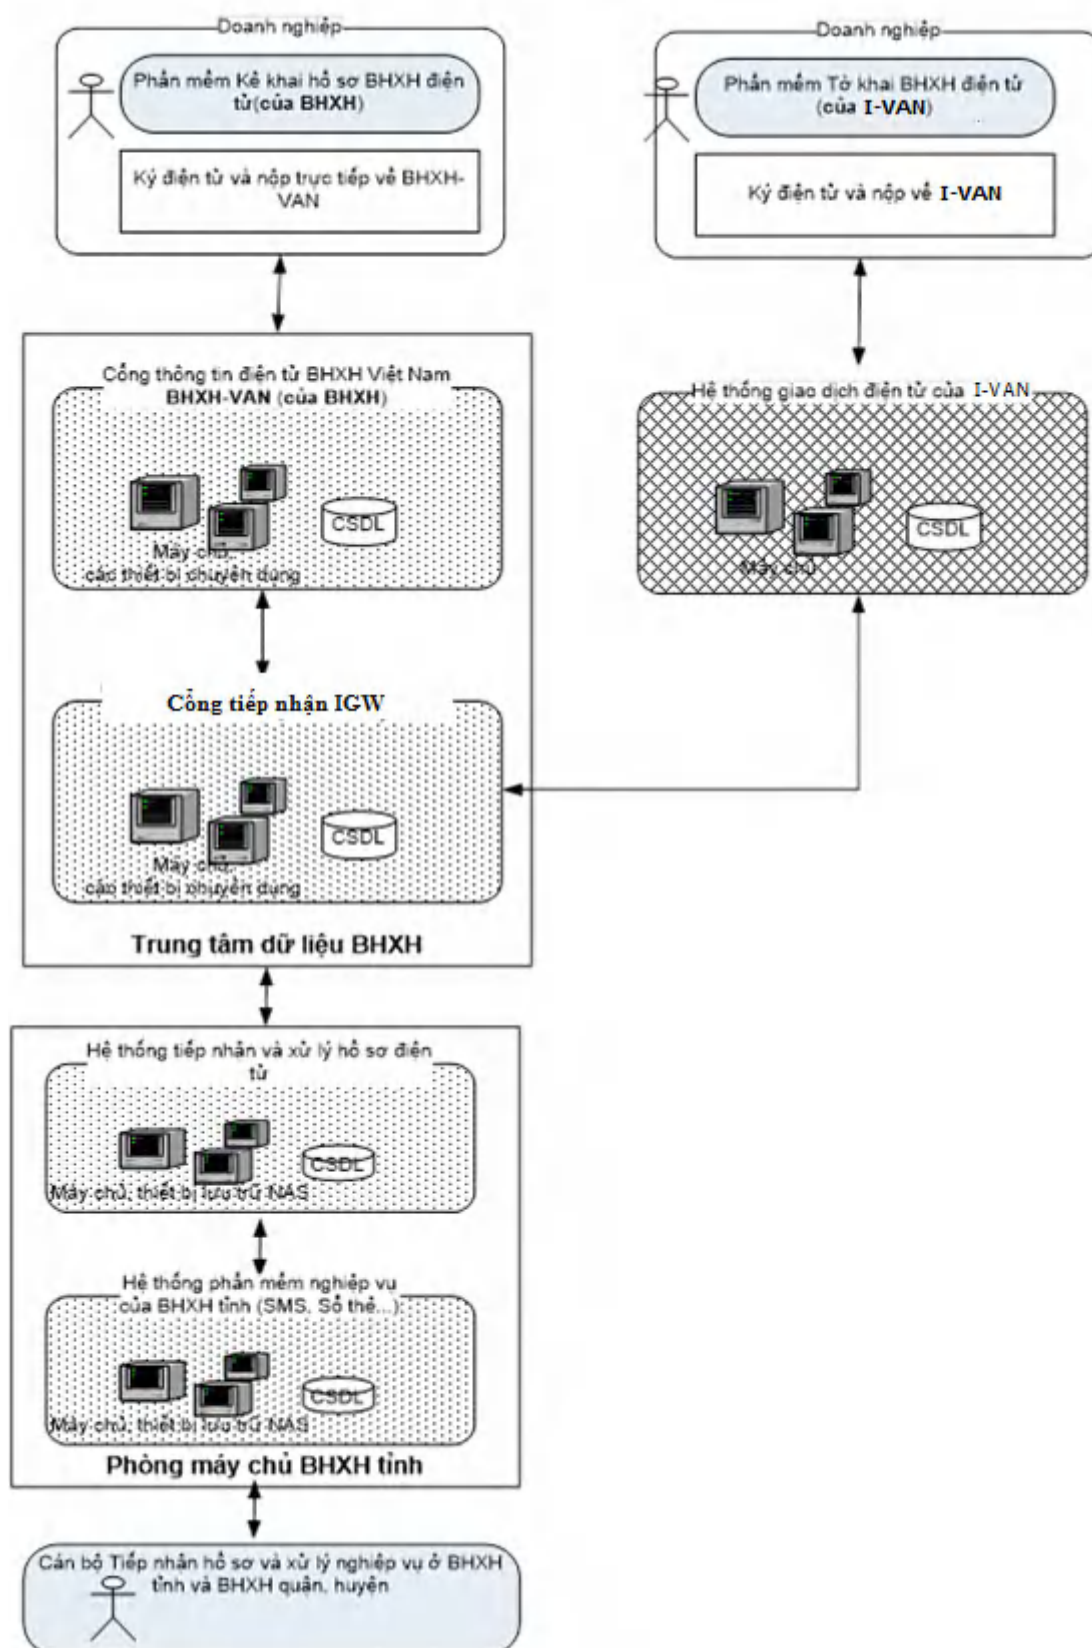 Doanh nghiệp
Phần mềm Kê khai hồ sơ BHXH điện
tử(của BHXH)
Ký điện tử và nộp trực tiếp về BHXH-
VAN
Doanh nghiệp
Phần mềm Tờ khai BHXH điện tử
(của I-VAN)
Ký điện tử và nộp về I-VAN
Cổng thông tin điện tử BHXH Việt Nam
BHXH-VAN (của BHXH)
CSDL
Máy chủ,
các thiết bị chuyên dùng
Hệ thống giao dịch điện tử của I-VAN
CSDL
Máy chủ
Cổng tiếp nhận IGW
CSDL
Máy chủ,
các thiết bị chuyên dùng
Trung tâm dữ liệu BHXH
Hệ thống tiếp nhận và xử lý hồ sơ điện
tử
CSDL
Máy chủ, thiết bị lưu trữ NAS
Hệ thống phần mềm nghiệp vụ
của BHXH tỉnh (SMS, Sổ thẻ...)
CSDL
Máy chủ, thiết bị lưu trữ NAS
Phòng máy chủ BHXH tỉnh
Cán bộ Tiếp nhận hồ sơ và xử lý nghiệp vụ ở BHXH
tỉnh và BHXH quận, huyện